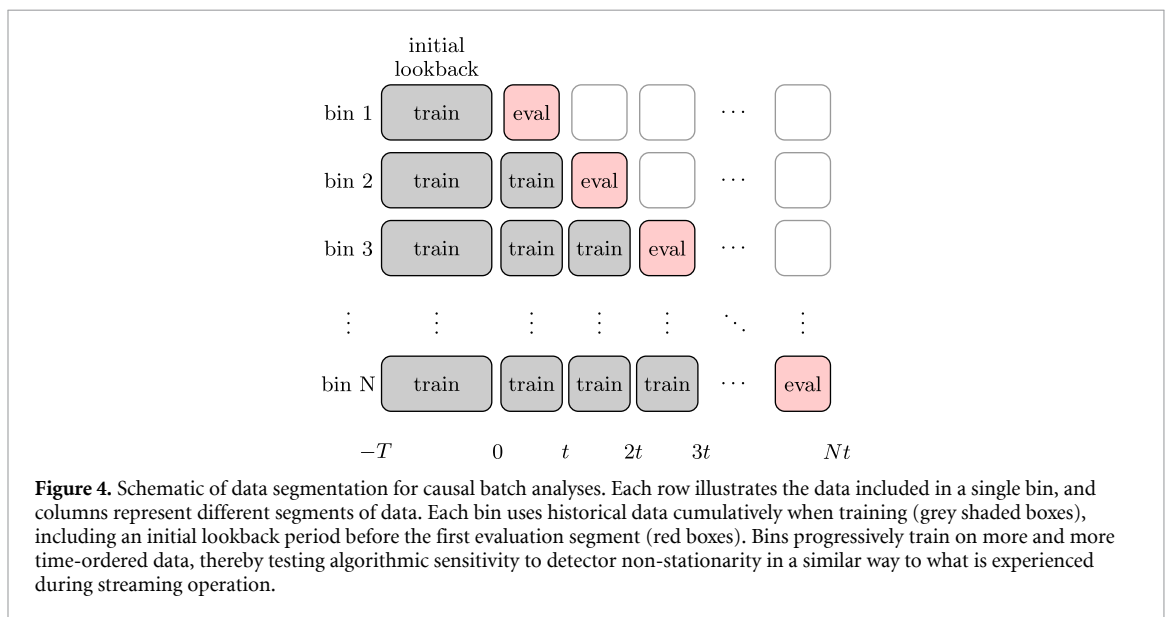 initial
lookback
bin 1 train eval ···
bin 2 train train eval ···
bin 3 train train train eval ···
⋮ ⋮ ⋮ ⋮ ⋮ ⋱ ⋮
bin N train train train train ··· eval
−T 0 t 2t 3t Nt
Figure 4. Schematic of data segmentation for causal batch analyses. Each row illustrates the data included in a single bin, and
columns represent different segments of data. Each bin uses historical data cumulatively when training (grey shaded boxes),
including an initial lookback period before the first evaluation segment (red boxes). Bins progressively train on more and more
time-ordered data, thereby testing algorithmic sensitivity to detector non-stationarity in a similar way to what is experienced
during streaming operation.